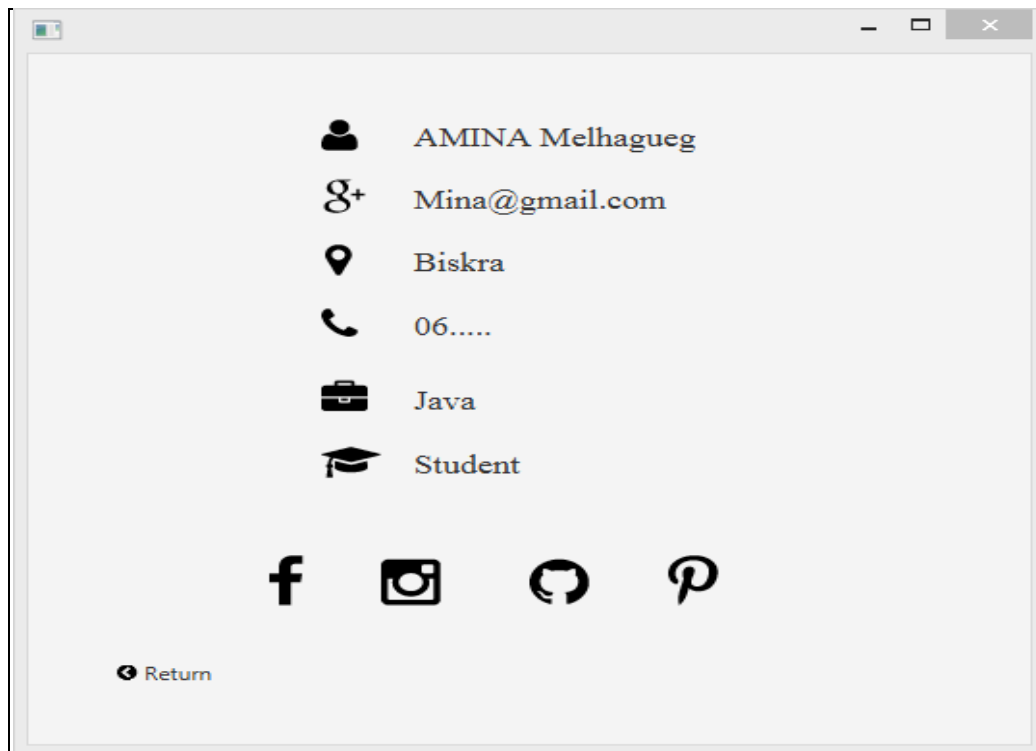 AMINA Melhagueg
g+ Mina@gmail.com
Biskra
06.....
Java
Student
Return